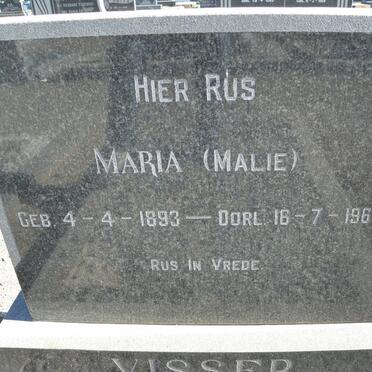 HIER RUS
MARIA (MALIE)
GEB. 4-4-1893 — OORL. 16-7-196
RUS IN VREDE.
VISSER